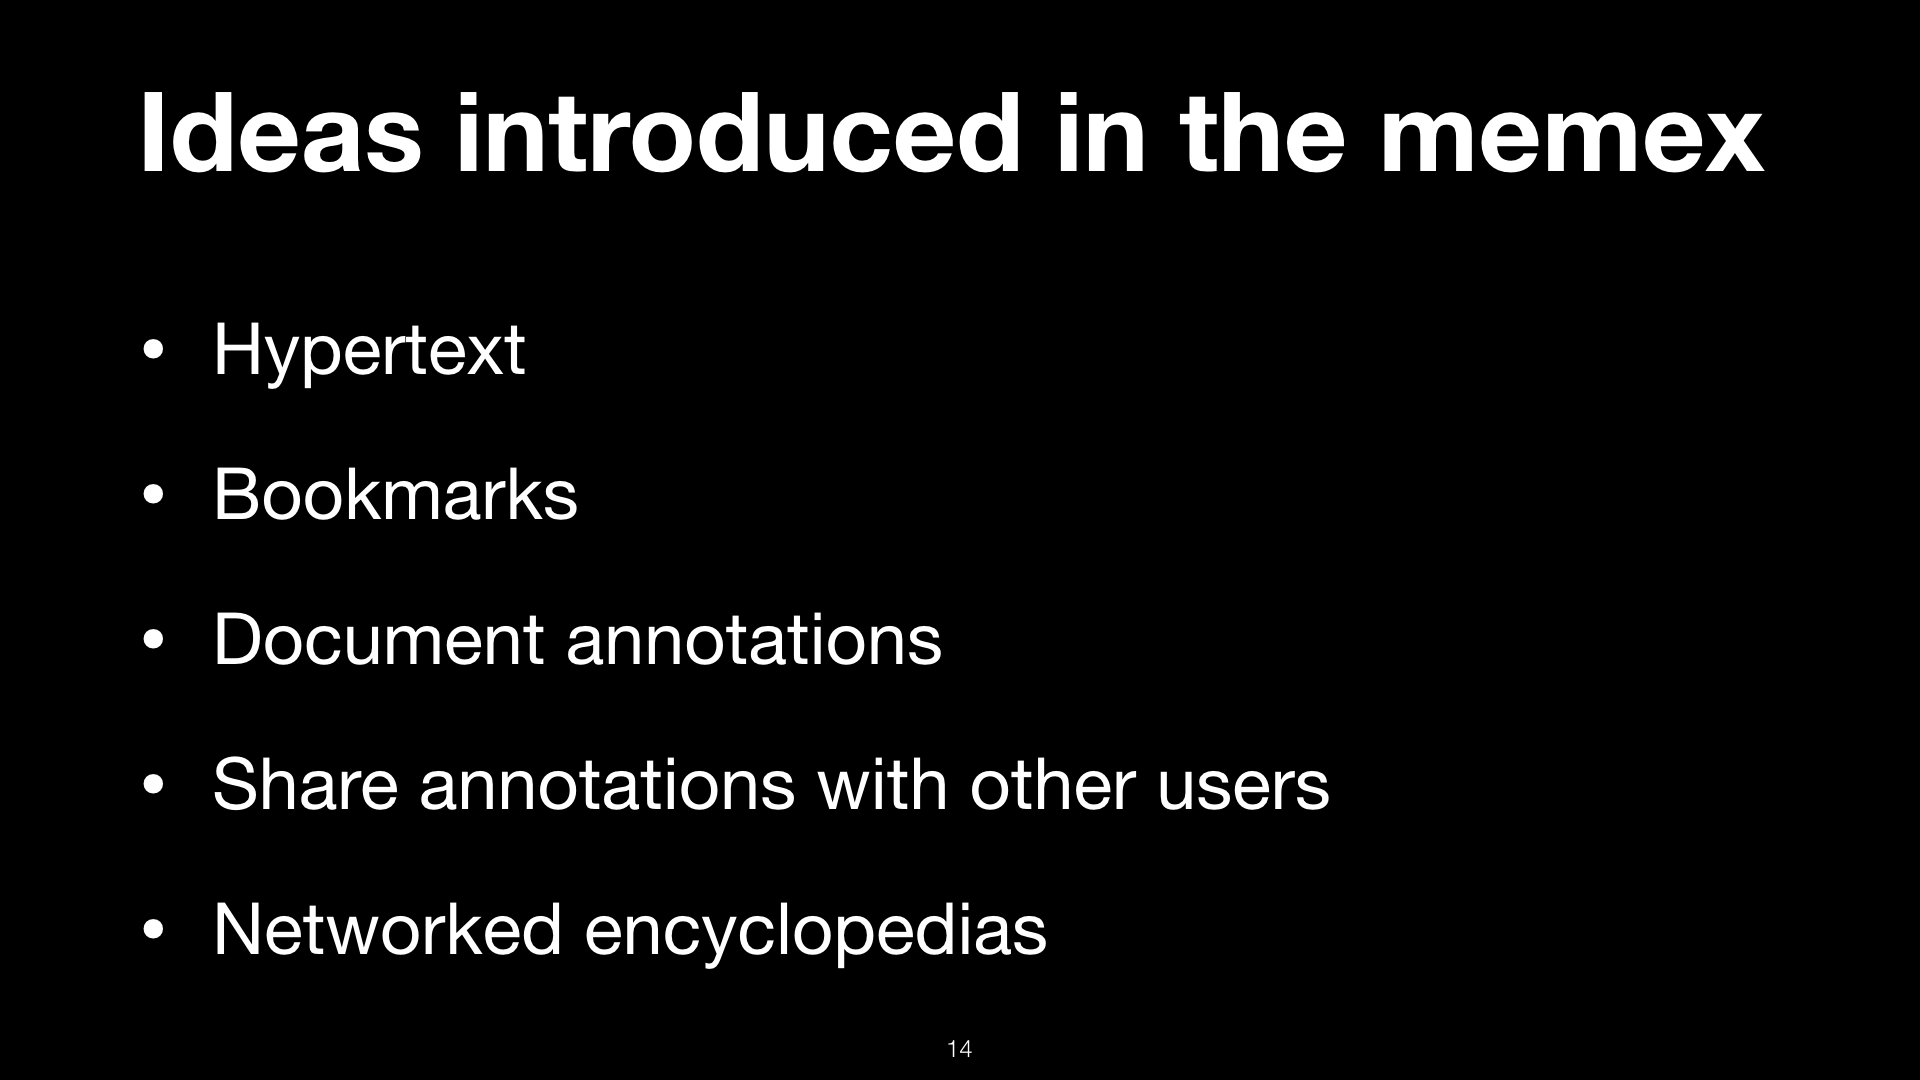 Ideas introduced in the memex
• Hypertext
• Bookmarks
• Document annotations
• Share annotations with other users
• Networked encyclopedias
14